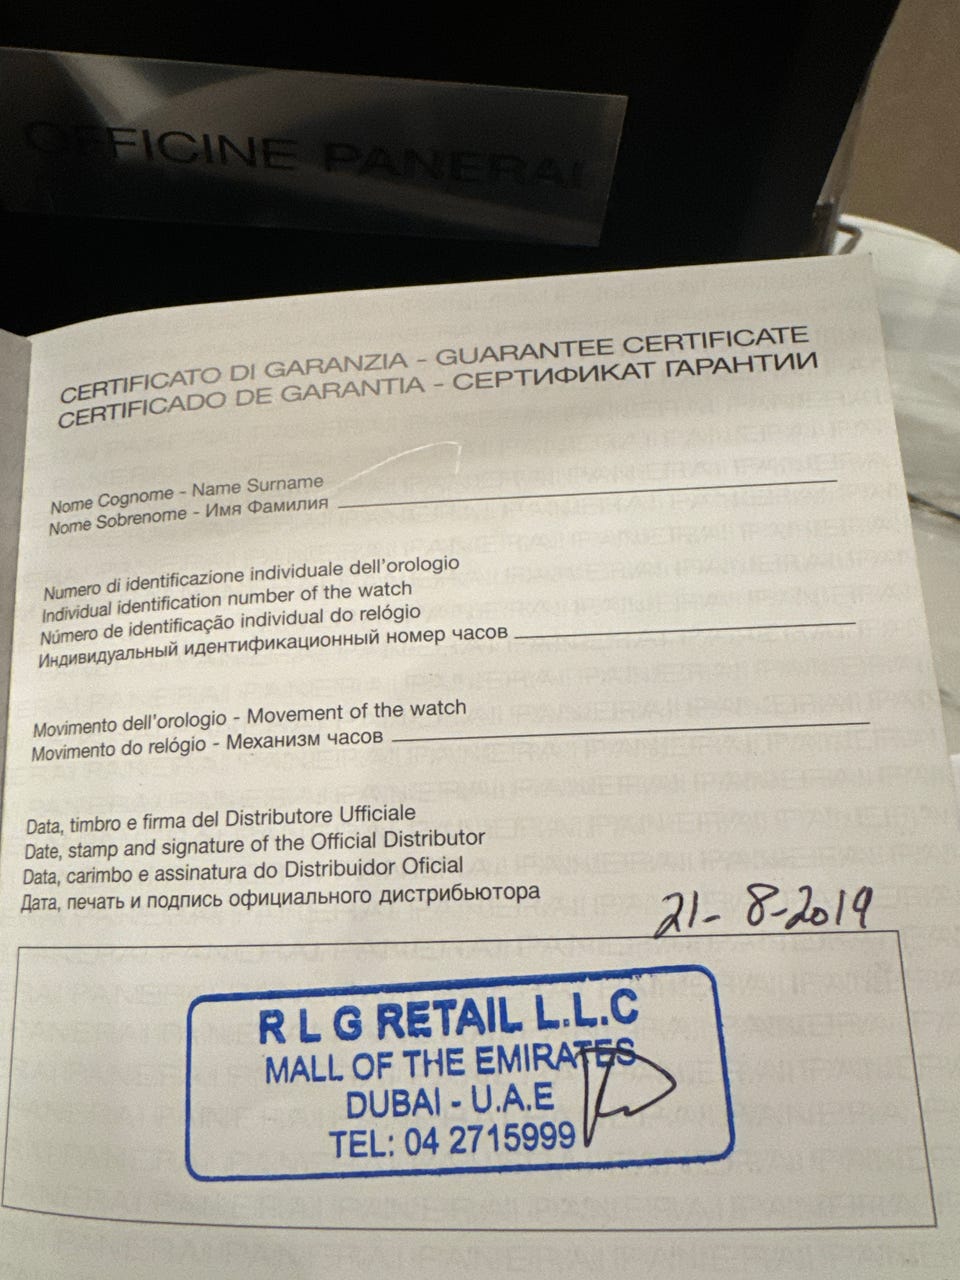 OFFICINE PANERAI
CERTIFICATO DI GARANZIA - GUARANTEE CERTIFICATE
CERTIFICADO DE GARANTIA - СЕРТИФИКАТ ГАРАНТИИ
Nome Cognome - Name Surname
Nome Sobrenome - Имя Фамилия
Numero di identificazione individuale dell'orologio
Individual identification number of the watch
Número de identificação individual do relógio
Индивидуальный идентификационный номер часов
Movimento dell'orologio - Movement of the watch
Movimento do relógio - Механизм часов
Data, timbro e firma del Distributore Ufficiale
Date, stamp and signature of the Official Distributor
Data, carimbo e assinatura do Distribuidor Oficial
Дата, печать и подпись официального дистрибьютора
21-8-2019
R L G RETAIL L.L.C
MALL OF THE EMIRATES
DUBAI - U.A.E
TEL: 04 2715999